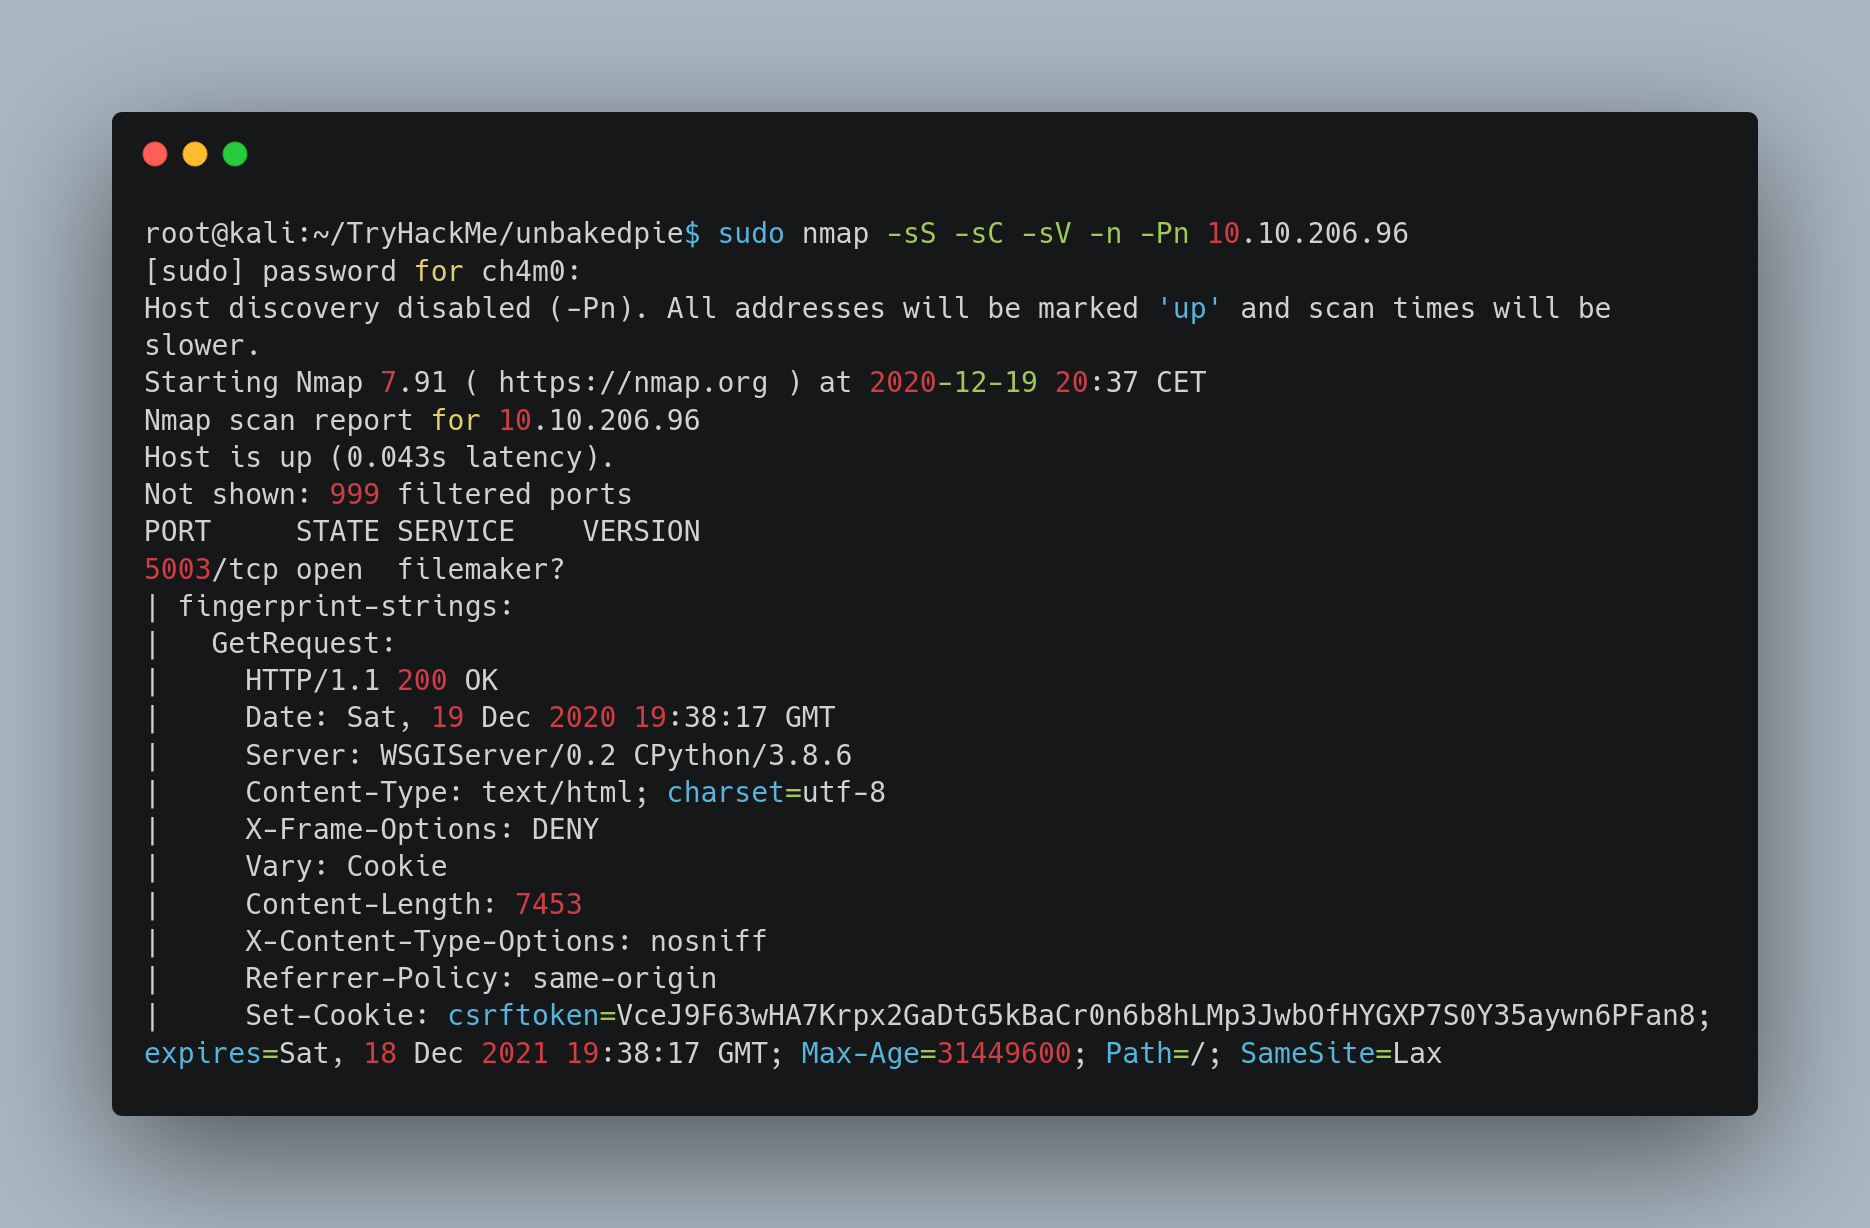 root@kali:~/TryHackMe/unbakedpie$ sudo nmap -sS -sC -sV -n -Pn 10.10.206.96
[sudo] password for ch4m0:
Host discovery disabled (-Pn). All addresses will be marked 'up' and scan times will be
slower.
Starting Nmap 7.91 ( https://nmap.org ) at 2020-12-19 20:37 CET
Nmap scan report for 10.10.206.96
Host is up (0.043s latency).
Not shown: 999 filtered ports
PORT     STATE SERVICE    VERSION
5003/tcp open  filemaker?
| fingerprint-strings:
|   GetRequest:
|     HTTP/1.1 200 OK
|     Date: Sat, 19 Dec 2020 19:38:17 GMT
|     Server: WSGIServer/0.2 CPython/3.8.6
|     Content-Type: text/html; charset=utf-8
|     X-Frame-Options: DENY
|     Vary: Cookie
|     Content-Length: 7453
|     X-Content-Type-Options: nosniff
|     Referrer-Policy: same-origin
|     Set-Cookie: csrftoken=VceJ9F63wHA7Krpx2GaDtG5kBaCr0n6b8hLMp3JwbOfHYGXP7S0Y35aywn6PFan8;
expires=Sat, 18 Dec 2021 19:38:17 GMT; Max-Age=31449600; Path=/; SameSite=Lax